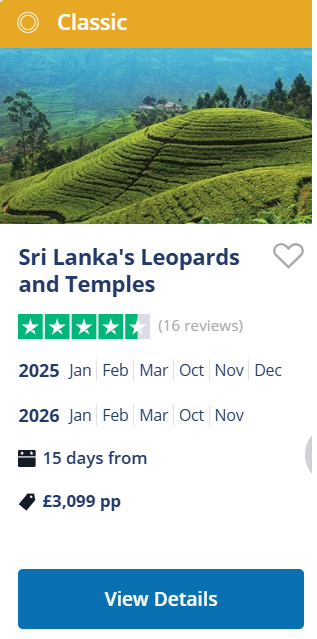 Classic
Sri Lanka's Leopards
and Temples
(16 reviews)
2025 Jan Feb Mar Oct Nov Dec
2026 Jan Feb Mar Oct Nov
15 days from
£3,099 pp
View Details